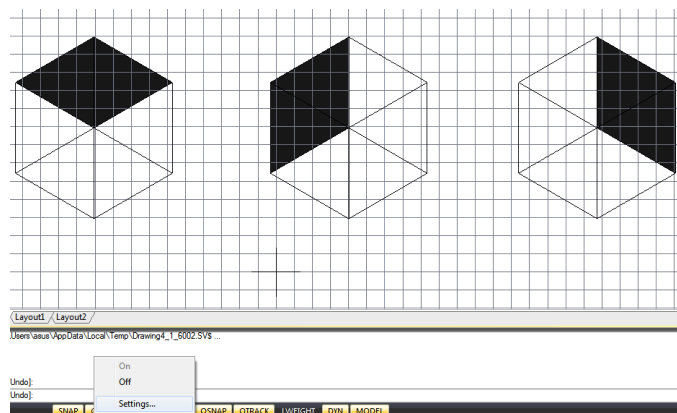 Layout1 Layout2
.Users\asus\AppData\Local\Temp\Drawing4_1_6002.SV$ ...
On
Undo]:
Off
Undo]:
Settings...
SNAP OSNAP OTRACK LWEIGHT DYN MODEL